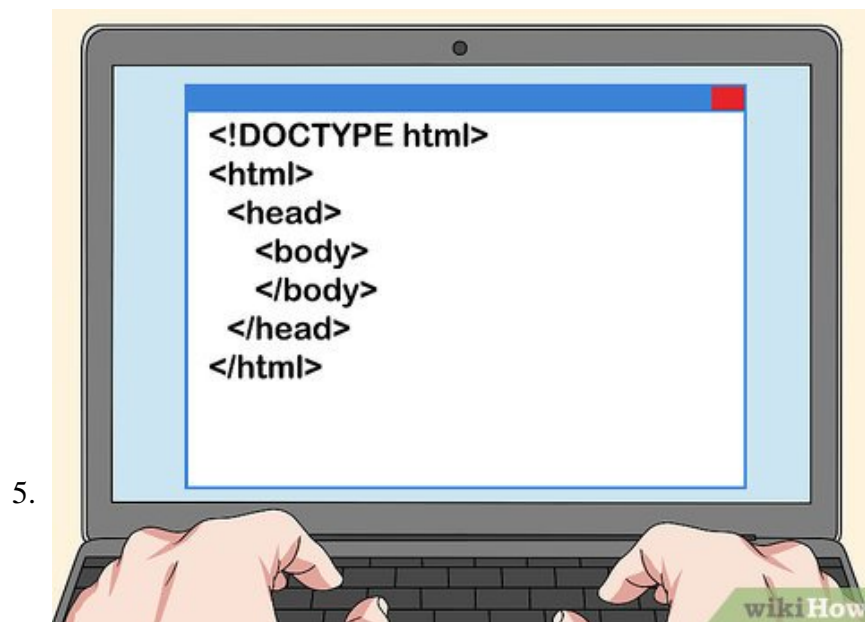 <!DOCTYPE html>
<html>
<head>
<body>
</body>
</head>
</html>
5.
wikiHow